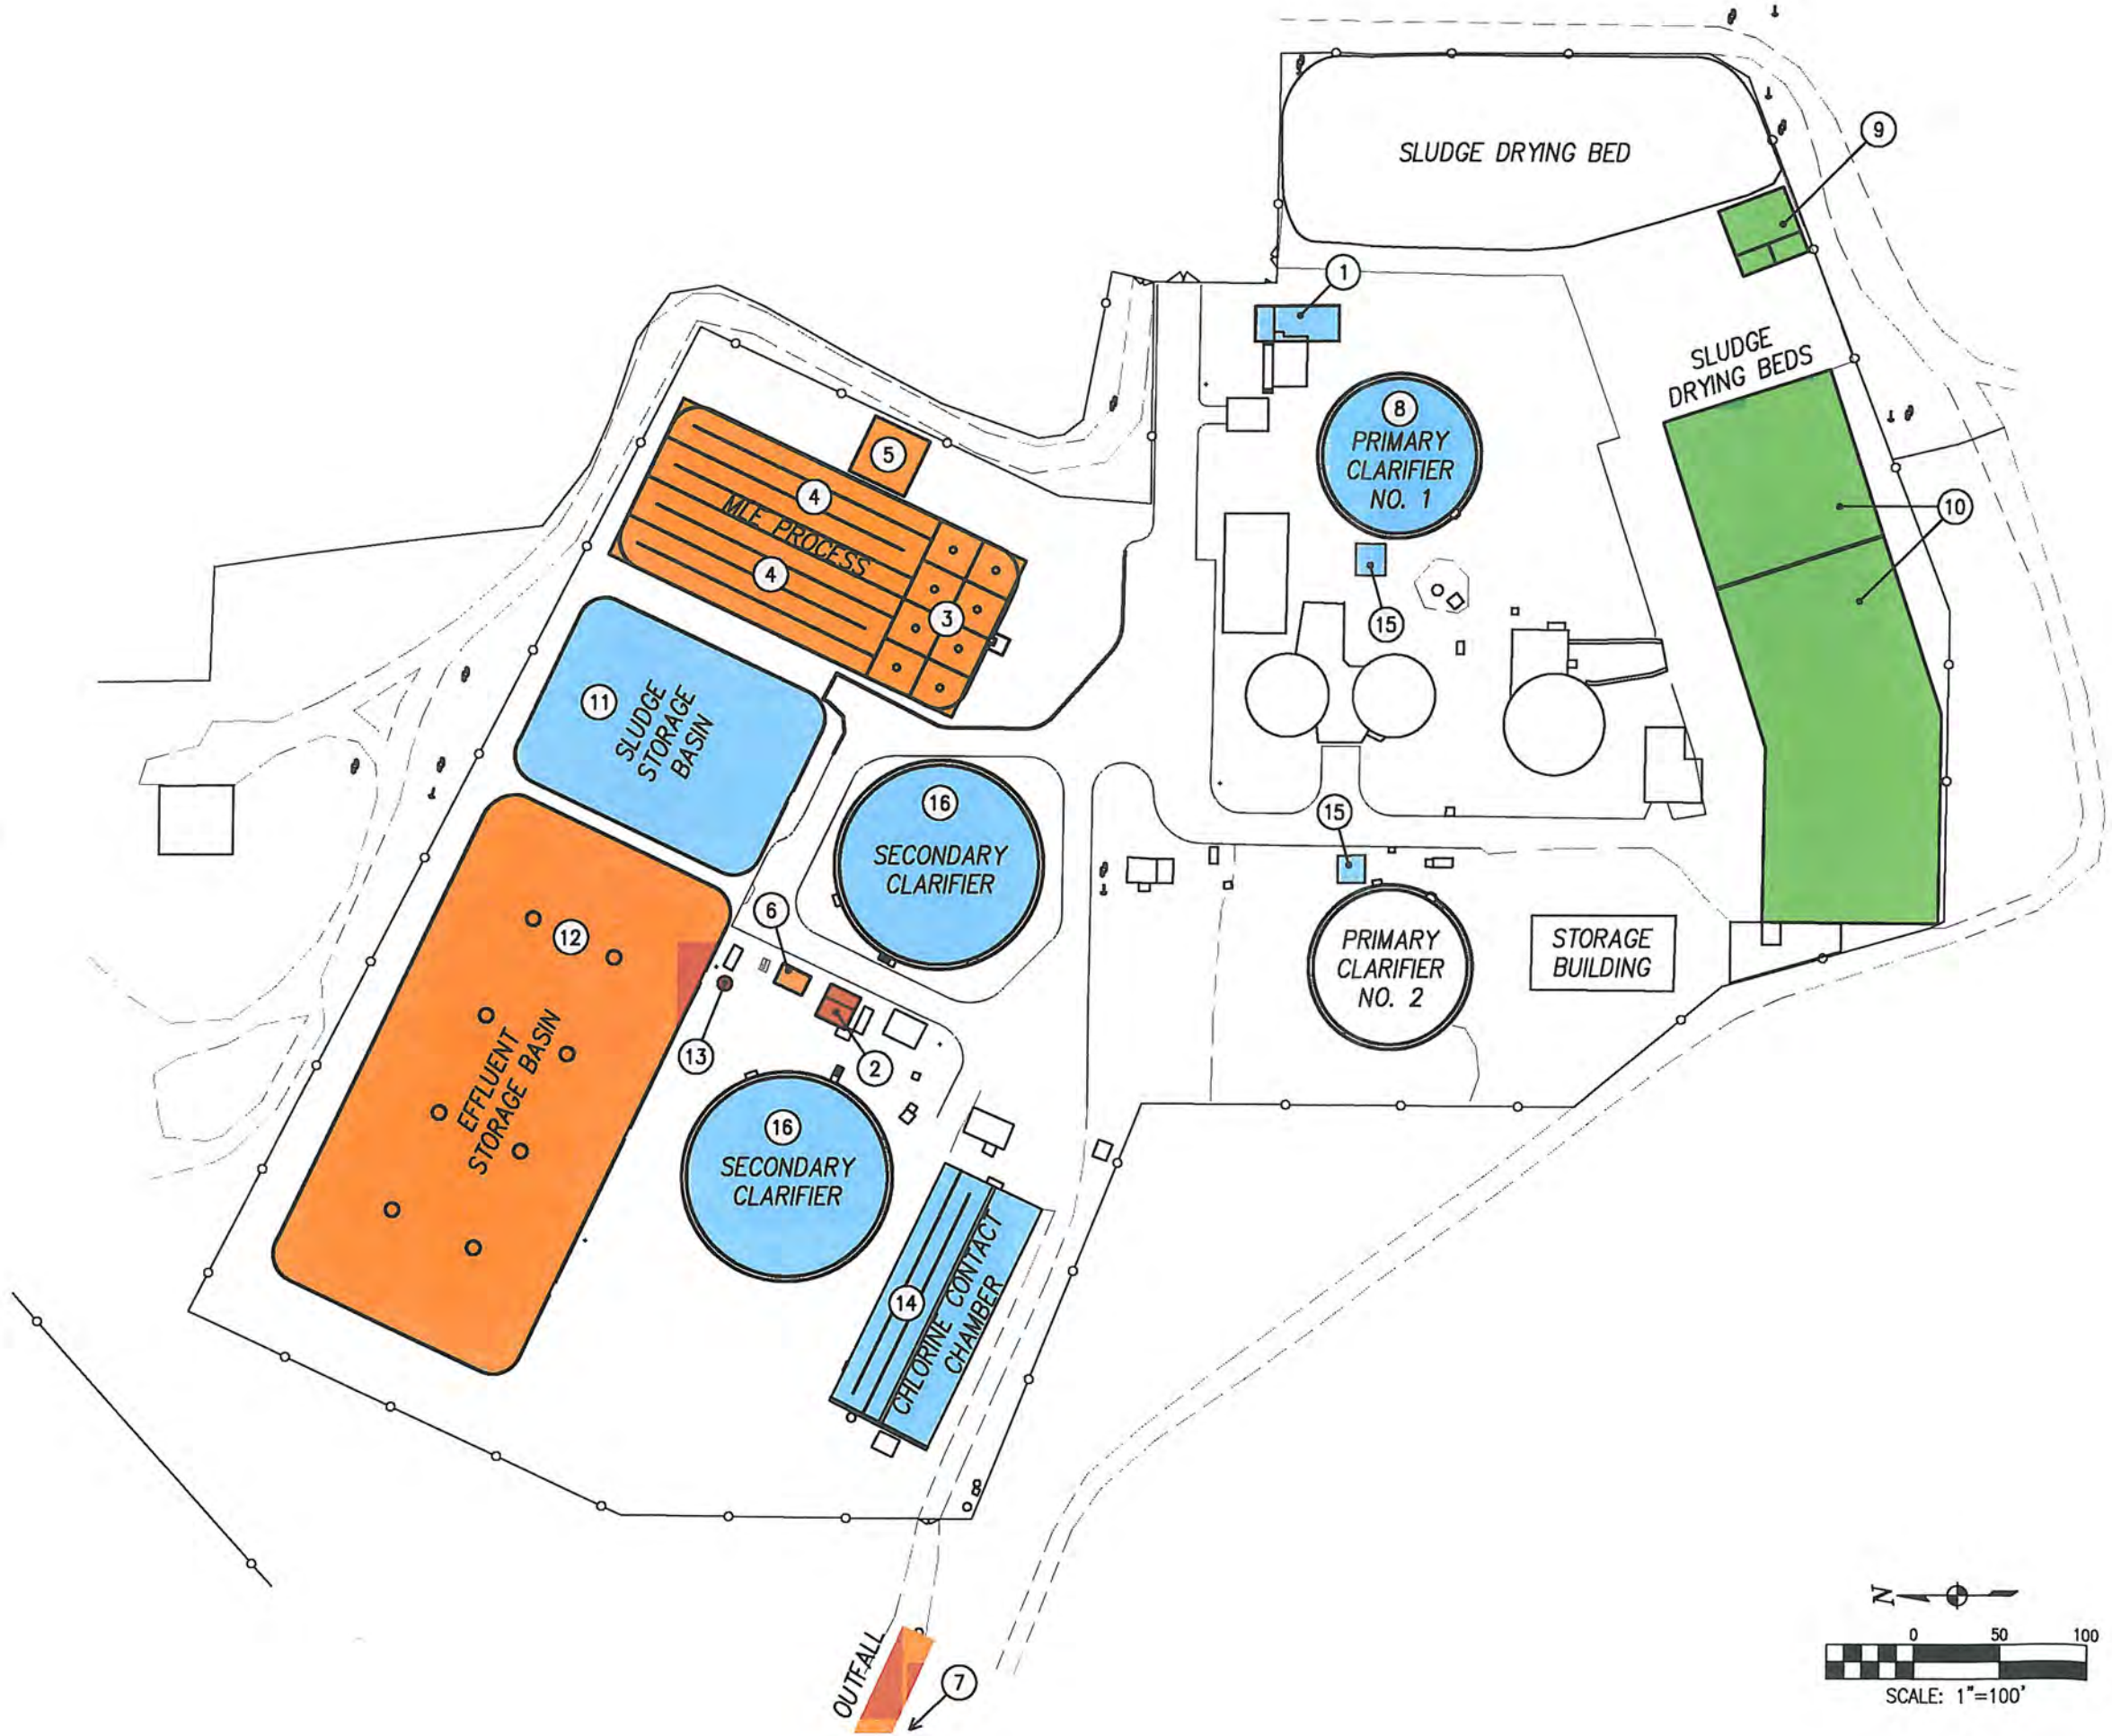 SLUDGE DRYING BED
9
1
SLUDGE
DRYING BEDS
8
PRIMARY
CLARIFIER
NO. 1
5
4
MLE PROCESS
4
3
10
15
11
SLUDGE
STORAGE
BASIN
16
SECONDARY
CLARIFIER
15
6
12
PRIMARY
CLARIFIER
NO. 2
STORAGE
BUILDING
EFFLUENT
STORAGE BASIN
13
2
16
SECONDARY
CLARIFIER
14
CHLORINE CONTACT
CHAMBER
OUTFALL
7
N
0 50 100
SCALE: 1"=100'